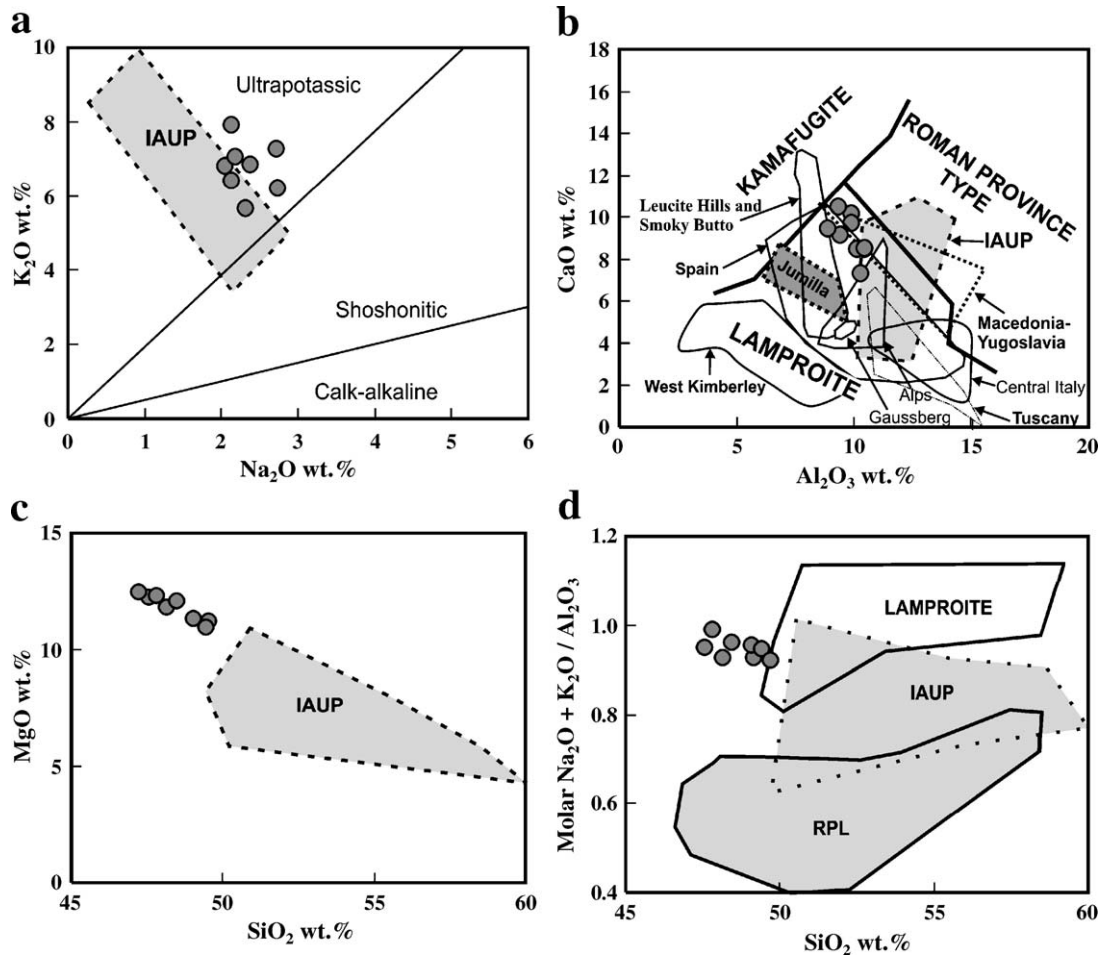 a
K2O wt.%
10
8
6
4
2
0
Ultrapotassic
IAUP
Shoshonitic
Calk-alkaline
0 1 2 3 4 5 6
Na2O wt.%
b
CaO wt.%
18
16
14
12
10
8
6
4
2
0
KAMAFUGITE
ROMAN PROVINCE
TYPE
Leucite Hills and
Smoky Butto
IAUP
Spain
Jumilla
Macedonia-
Yugoslavia
LAMPROITE
West Kimberley
Central Italy
Alps
Gaussberg
Tuscany
0 5 10 15 20
Al2O3 wt.%
c
MgO wt.%
15
10
5
0
IAUP
45 50 55 60
SiO2 wt.%
d
Molar Na2O + K2O / Al2O3
1.2
1.0
0.8
0.6
0.4
LAMPROITE
IAUP
RPL
45 50 55 60
SiO2 wt.%